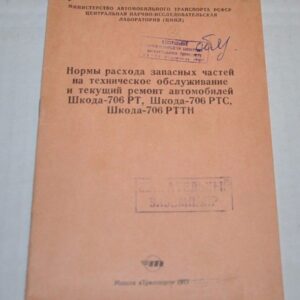 МИНИСТЕРСТВО АВТОМОБИЛЬНОГО ТРАНСПОРТА РСФСР
ЦЕНТРАЛЬНАЯ НАУЧНО-ИССЛЕДОВАТЕЛЬСКАЯ
ЛАБОРАТОРИЯ
Нормы расхода запасных частей
на техническое обслуживание
и текущий ремонт автомобилей
Шкода-706 РТ, Шкода-706 РТС,
Шкода-706 РТТН
ЭКЗЕМПЛЯР
Москва «Транспорт»